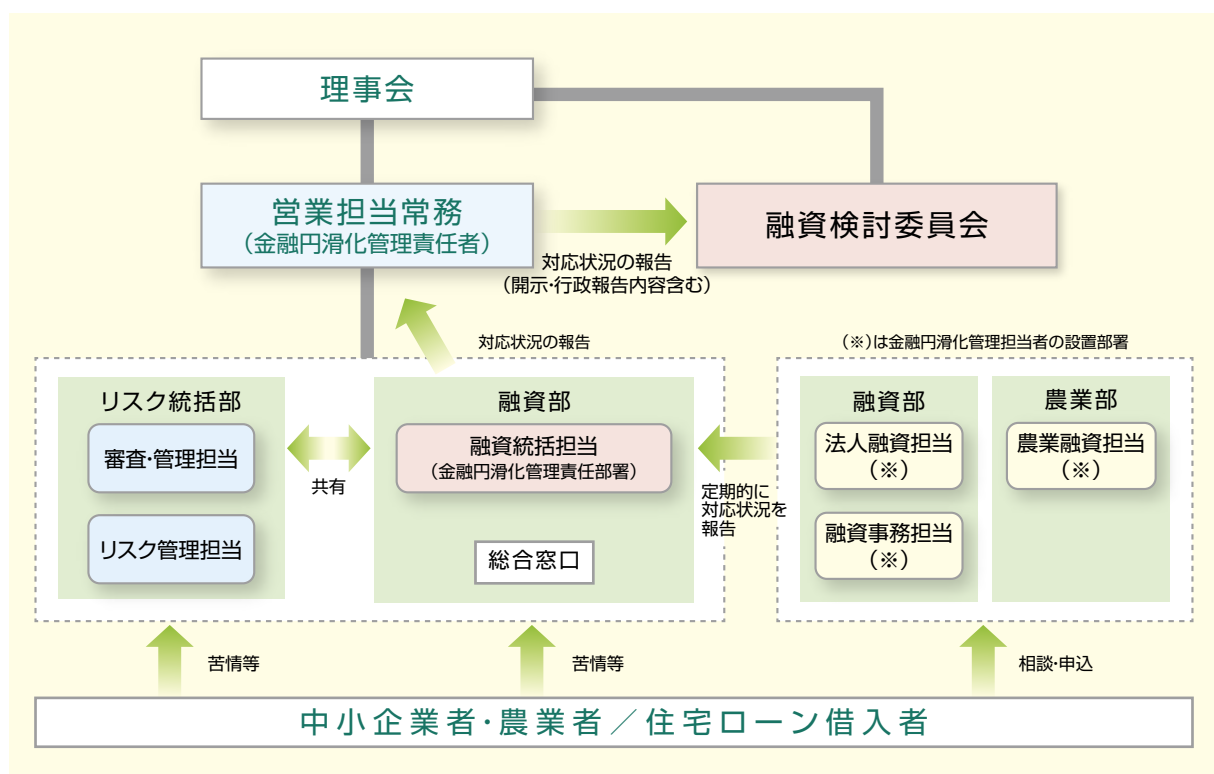 理事会
営業担当常務
（金融円滑化管理責任者）
融資検討委員会
対応状況の報告
（開示・行政報告内容含む）
対応状況の報告
（※）は金融円滑化管理担当者の設置部署
リスク統括部
審査・管理担当
リスク管理担当
共有
融資部
融資統括担当
（金融円滑化管理責任部署）
総合窓口
定期的に
対応状況を
報告
融資部
法人融資担当
（※）
融資事務担当
（※）
農業部
農業融資担当
（※）
苦情等
苦情等
相談・申込
中小企業者・農業者／住宅ローン借入者